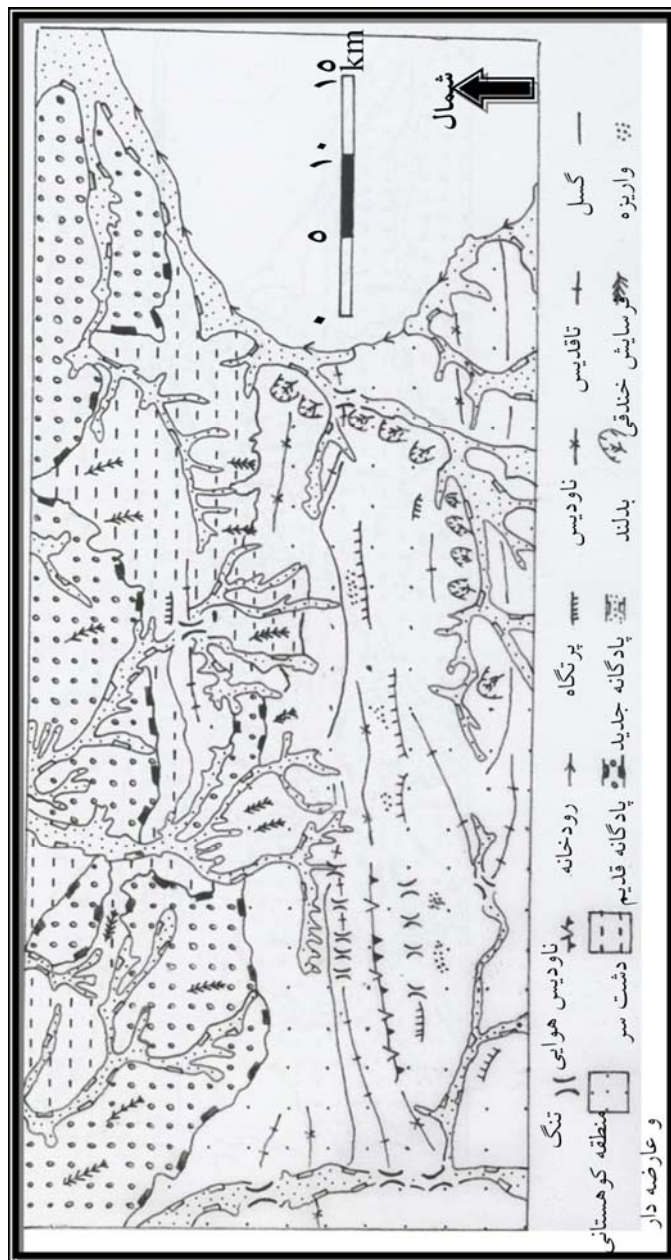 شمال
۰ ۵ ۱۰ ۱۵
km
گسل تاقدیس ناودیس پرتگاه رودخانه ناودیس هوایی تنگ
واریزه فرسایش خندقی بدلند پادگانه جدید پادگانه قدیم دشت سر منطقه کوهستانی
و عارضه دار